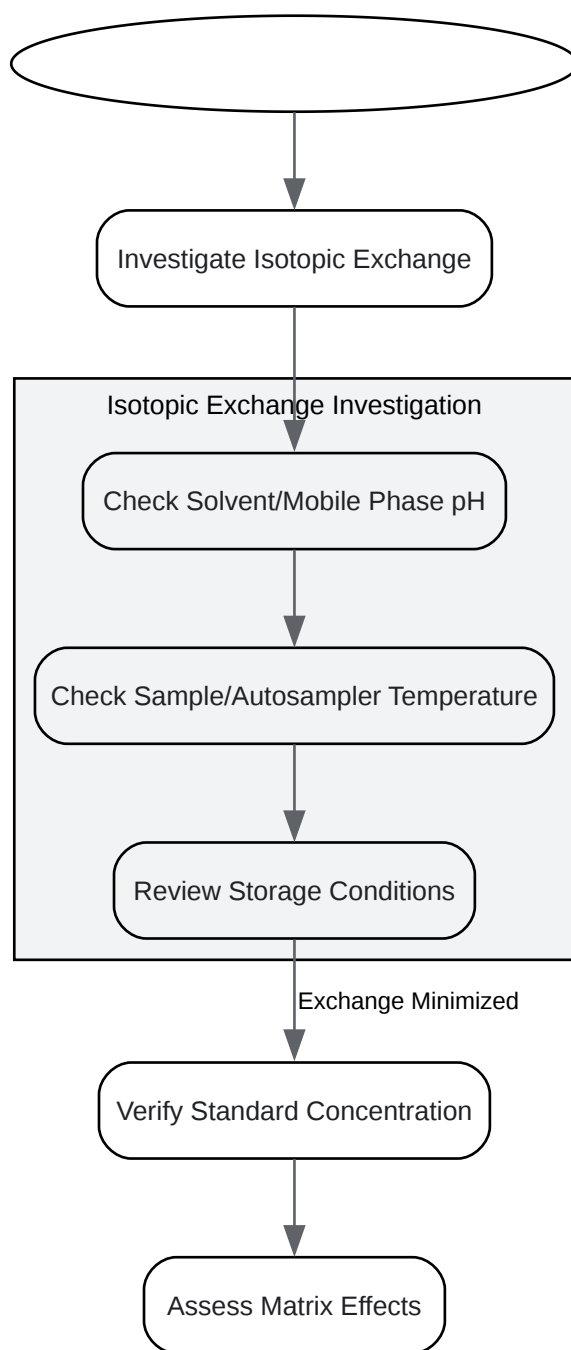 Investigate Isotopic Exchange
Isotopic Exchange Investigation
Check Solvent/Mobile Phase pH
Check Sample/Autosampler Temperature
Review Storage Conditions
Exchange Minimized
Verify Standard Concentration
Assess Matrix Effects